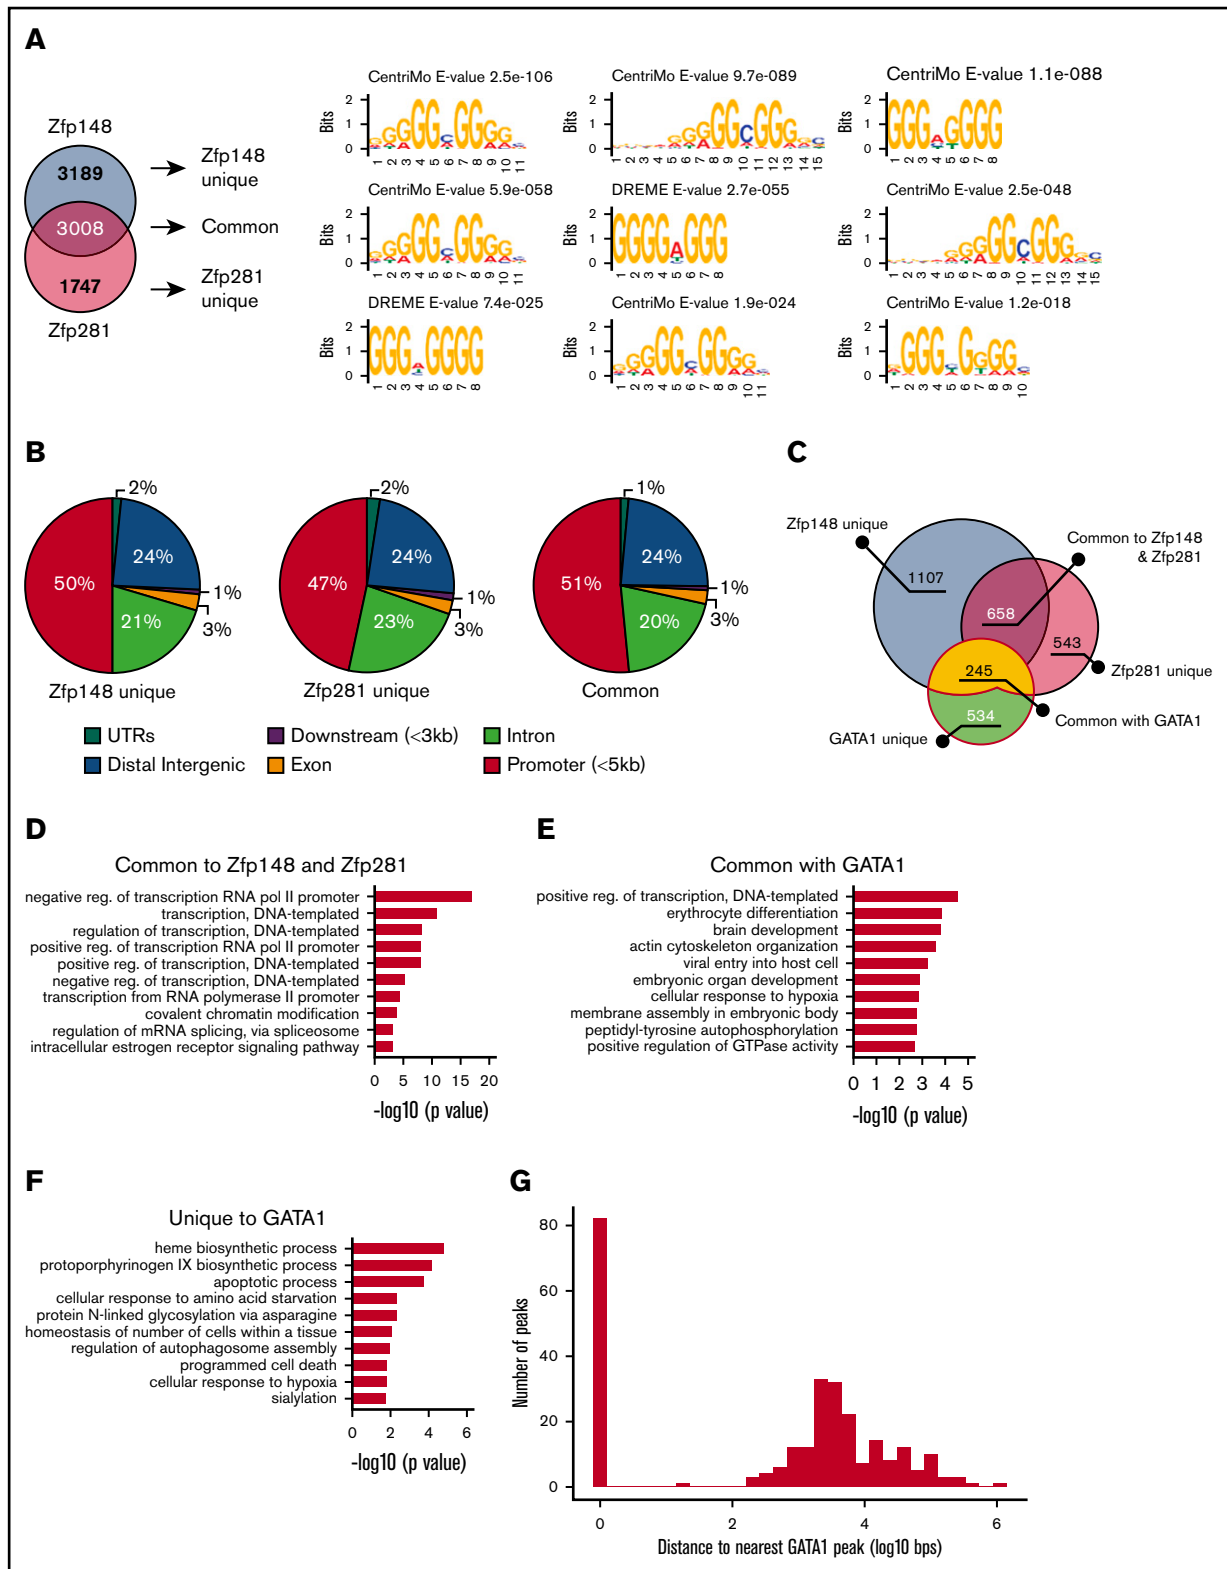 A
Zfp148
3189
3008
1747
Zfp281
Zfp148
unique
Common
Zfp281
unique
CentriMo E-value 2.5e-106
CentriMo E-value 9.7e-089
CentriMo E-value 1.1e-088
CentriMo E-value 5.9e-058
DREME E-value 2.7e-055
CentriMo E-value 2.5e-048
DREME E-value 7.4e-025
CentriMo E-value 1.9e-024
CentriMo E-value 1.2e-018
B
2%
24%
1%
3%
21%
50%
Zfp148 unique
2%
24%
1%
3%
23%
47%
Zfp281 unique
1%
24%
1%
3%
20%
51%
Common
UTRs
Downstream (<3kb)
Intron
Distal Intergenic
Exon
Promoter (<5kb)
C
Zfp148 unique
1107
Common to Zfp148
& Zfp281
658
543
Zfp281 unique
245
Common with GATA1
534
GATA1 unique
D
Common to Zfp148 and Zfp281
negative reg. of transcription RNA pol II promoter
transcription, DNA-templated
regulation of transcription, DNA-templated
positive reg. of transcription RNA pol II promoter
positive reg. of transcription, DNA-templated
negative reg. of transcription, DNA-templated
transcription from RNA polymerase II promoter
covalent chromatin modification
regulation of mRNA splicing, via spliceosome
intracellular estrogen receptor signaling pathway
0 5 10 15 20
-log10 (p value)
E
Common with GATA1
positive reg. of transcription, DNA-templated
erythrocyte differentiation
brain development
actin cytoskeleton organization
viral entry into host cell
embryonic organ development
cellular response to hypoxia
membrane assembly in embryonic body
peptidyl-tyrosine autophosphorylation
positive regulation of GTPase activity
0 1 2 3 4 5
-log10 (p value)
F
Unique to GATA1
heme biosynthetic process
protoporphyrinogen IX biosynthetic process
apoptotic process
cellular response to amino acid starvation
protein N-linked glycosylation via asparagine
homeostasis of number of cells within a tissue
regulation of autophagosome assembly
programmed cell death
cellular response to hypoxia
sialylation
0 2 4 6
-log10 (p value)
G
Number of peaks
80
60
40
20
0
0 2 4 6
Distance to nearest GATA1 peak (log10 bps)